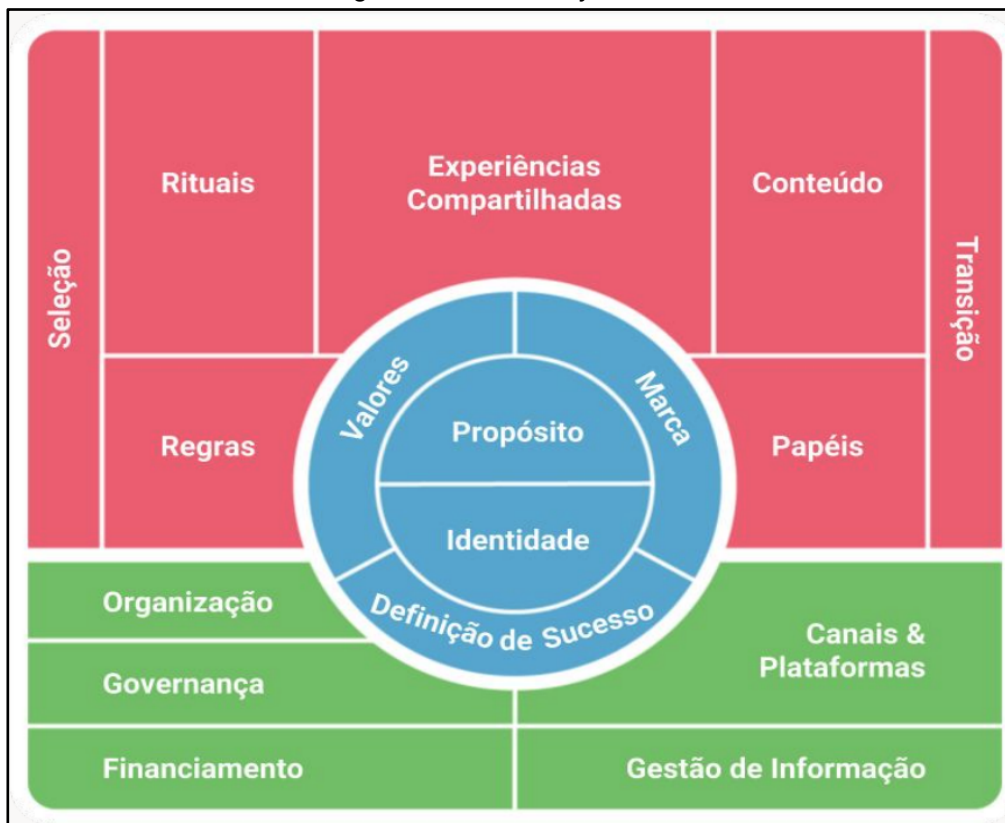 Rituais
Experiências
Compartilhadas
Conteúdo
Seleção
Transição
Regras
Valores
Marca
Propósito
Papéis
Identidade
Definição de Sucesso
Organização
Canais &
Plataformas
Governança
Financiamento
Gestão de Informação